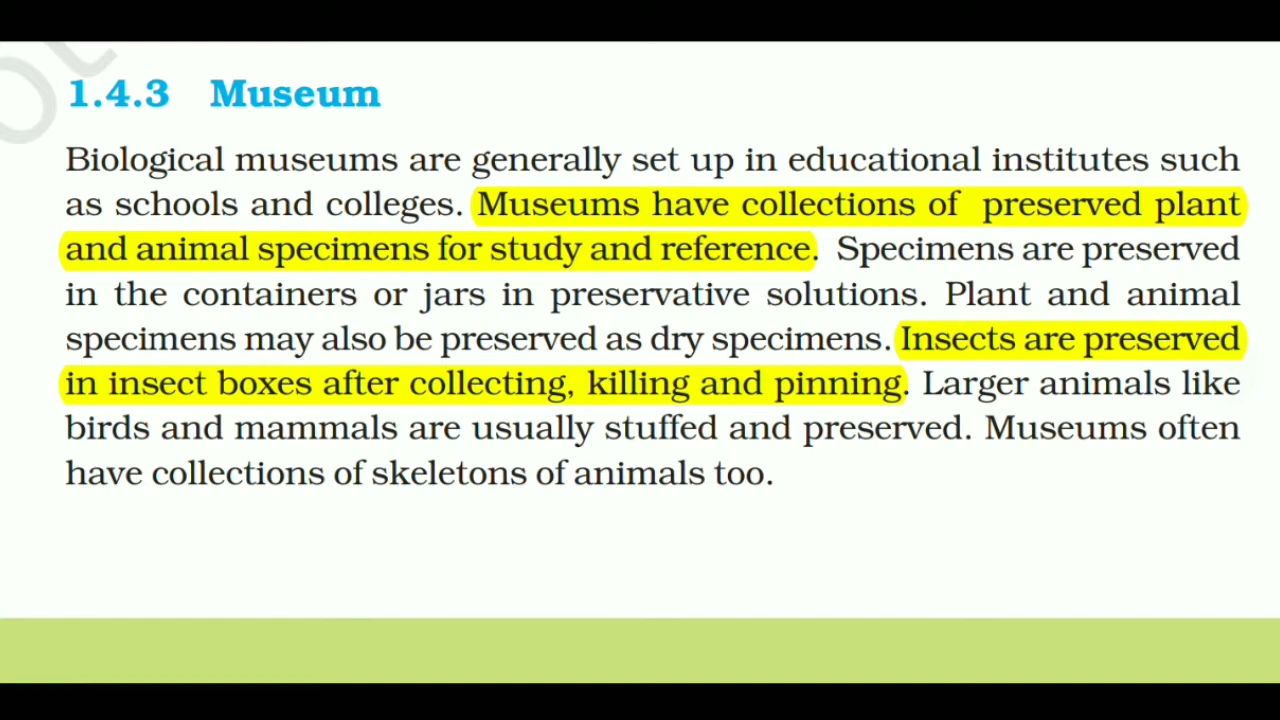 1.4.3 Museum
Biological museums are generally set up in educational institutes such
as schools and colleges. Museums have collections of preserved plant
and animal specimens for study and reference. Specimens are preserved
in the containers or jars in preservative solutions. Plant and animal
specimens may also be preserved as dry specimens. Insects are preserved
in insect boxes after collecting, killing and pinning. Larger animals like
birds and mammals are usually stuffed and preserved. Museums often
have collections of skeletons of animals too.